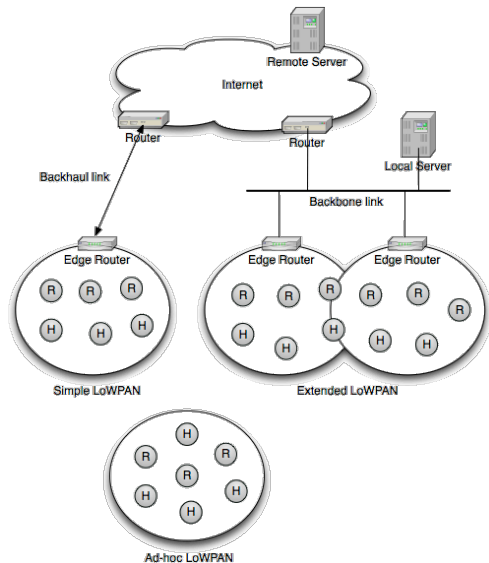 Remote Server
Internet
Router
Router
Local Server
Backhaul link
Backbone link
Edge Router
Edge Router
Edge Router
R R R
H H H
Simple LoWPAN
R R R R R R
H H H H H
Extended LoWPAN
H
R R
R
H H
H
Ad-hoc LoWPAN